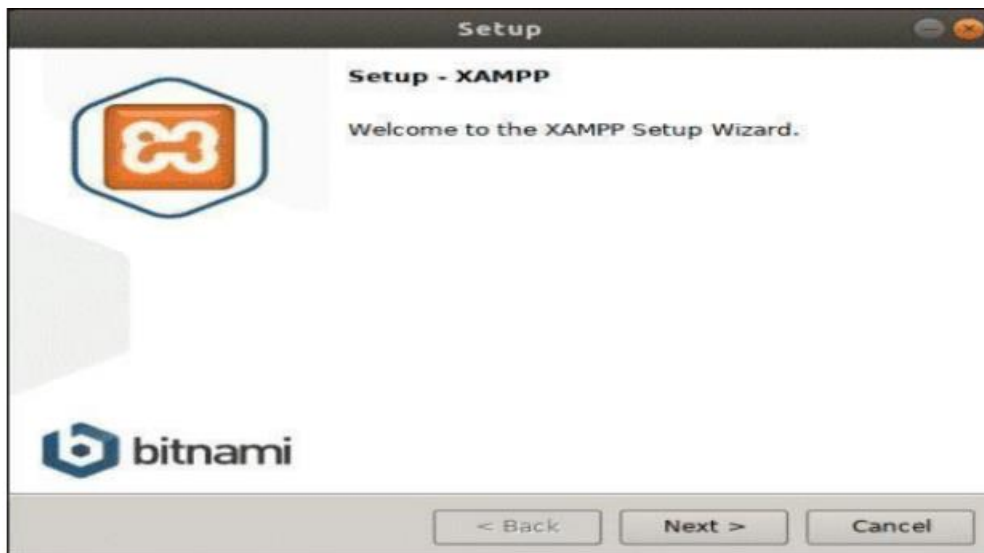 Setup
Setup - XAMPP
Welcome to the XAMPP Setup Wizard.
bitnami
< Back
Next >
Cancel